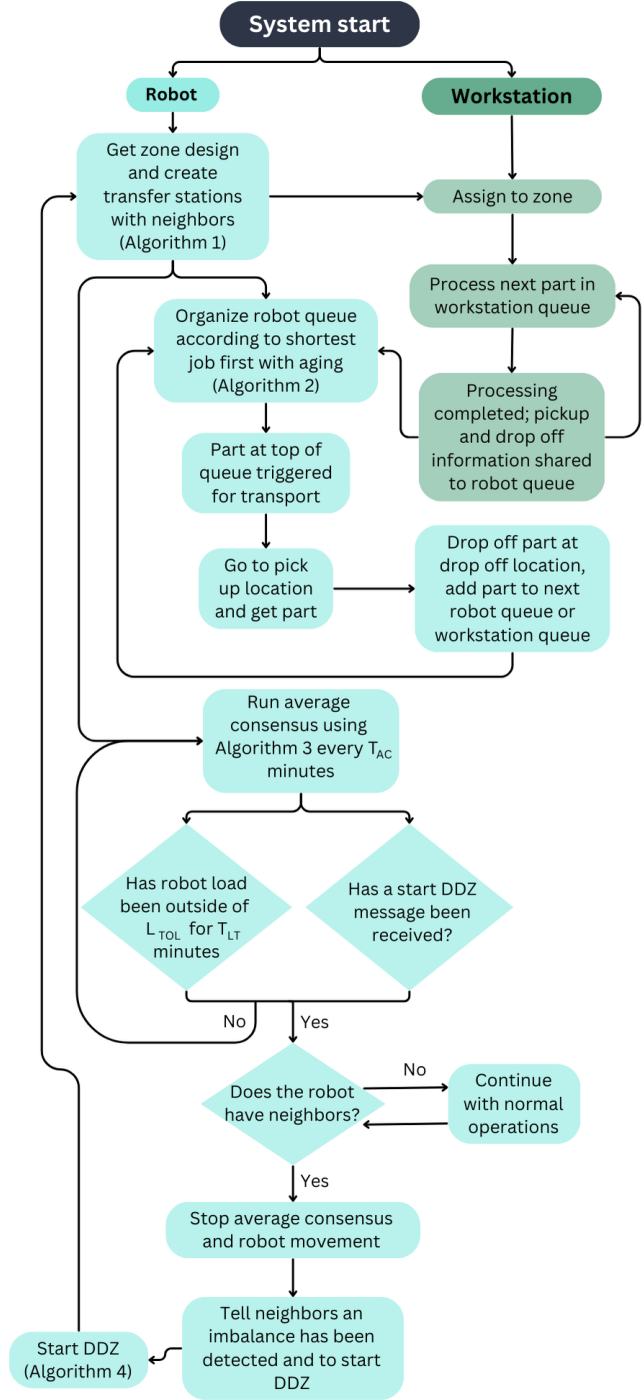 System start
Robot
Workstation
Get zone design
and create
transfer stations
with neighbors
(Algorithm 1)
Assign to zone
Process next part in
workstation queue
Organize robot queue
according to shortest
job first with aging
(Algorithm 2)
Processing
completed; pickup
and drop off
information shared
to robot queue
Part at top of
queue triggered
for transport
Go to pick
up location
and get part
Drop off part at
drop off location,
add part to next
robot queue or
workstation queue
Run average
consensus using
Algorithm 3 every T_AC
minutes
Has robot load
been outside of
L_TOL for T_LT
minutes
Has a start DDZ
message been
received?
No
Yes
Does the robot
have neighbors?
No
Continue
with normal
operations
Yes
Stop average consensus
and robot movement
Tell neighbors an
imbalance has been
detected and to start
DDZ
Start DDZ
(Algorithm 4)